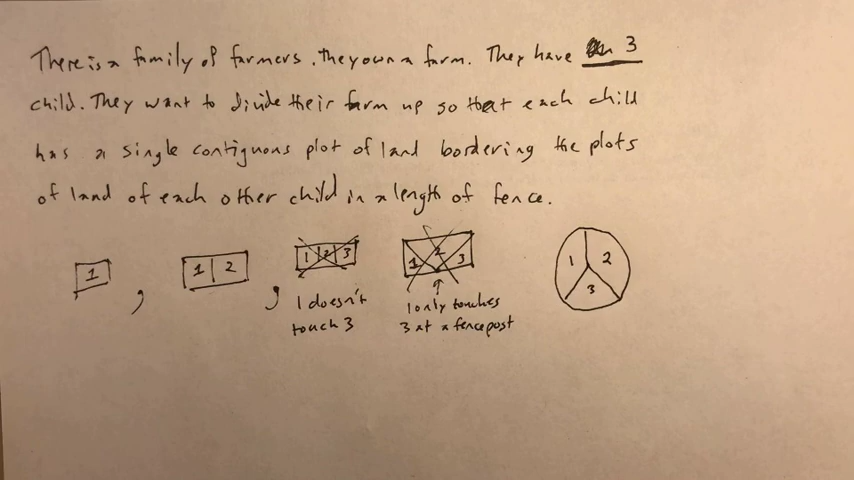 There is a family of farmers. they own a farm. They have 3
child. They want to divide their farm up so that each child
has a single contiguous plot of land bordering the plots
of land of each other child in a length of fence.
1 , 1 2 , 1 2 3 1 2 3 1 2 3
1 doesn't
touch 3
1 only touches
3 at a fencepost